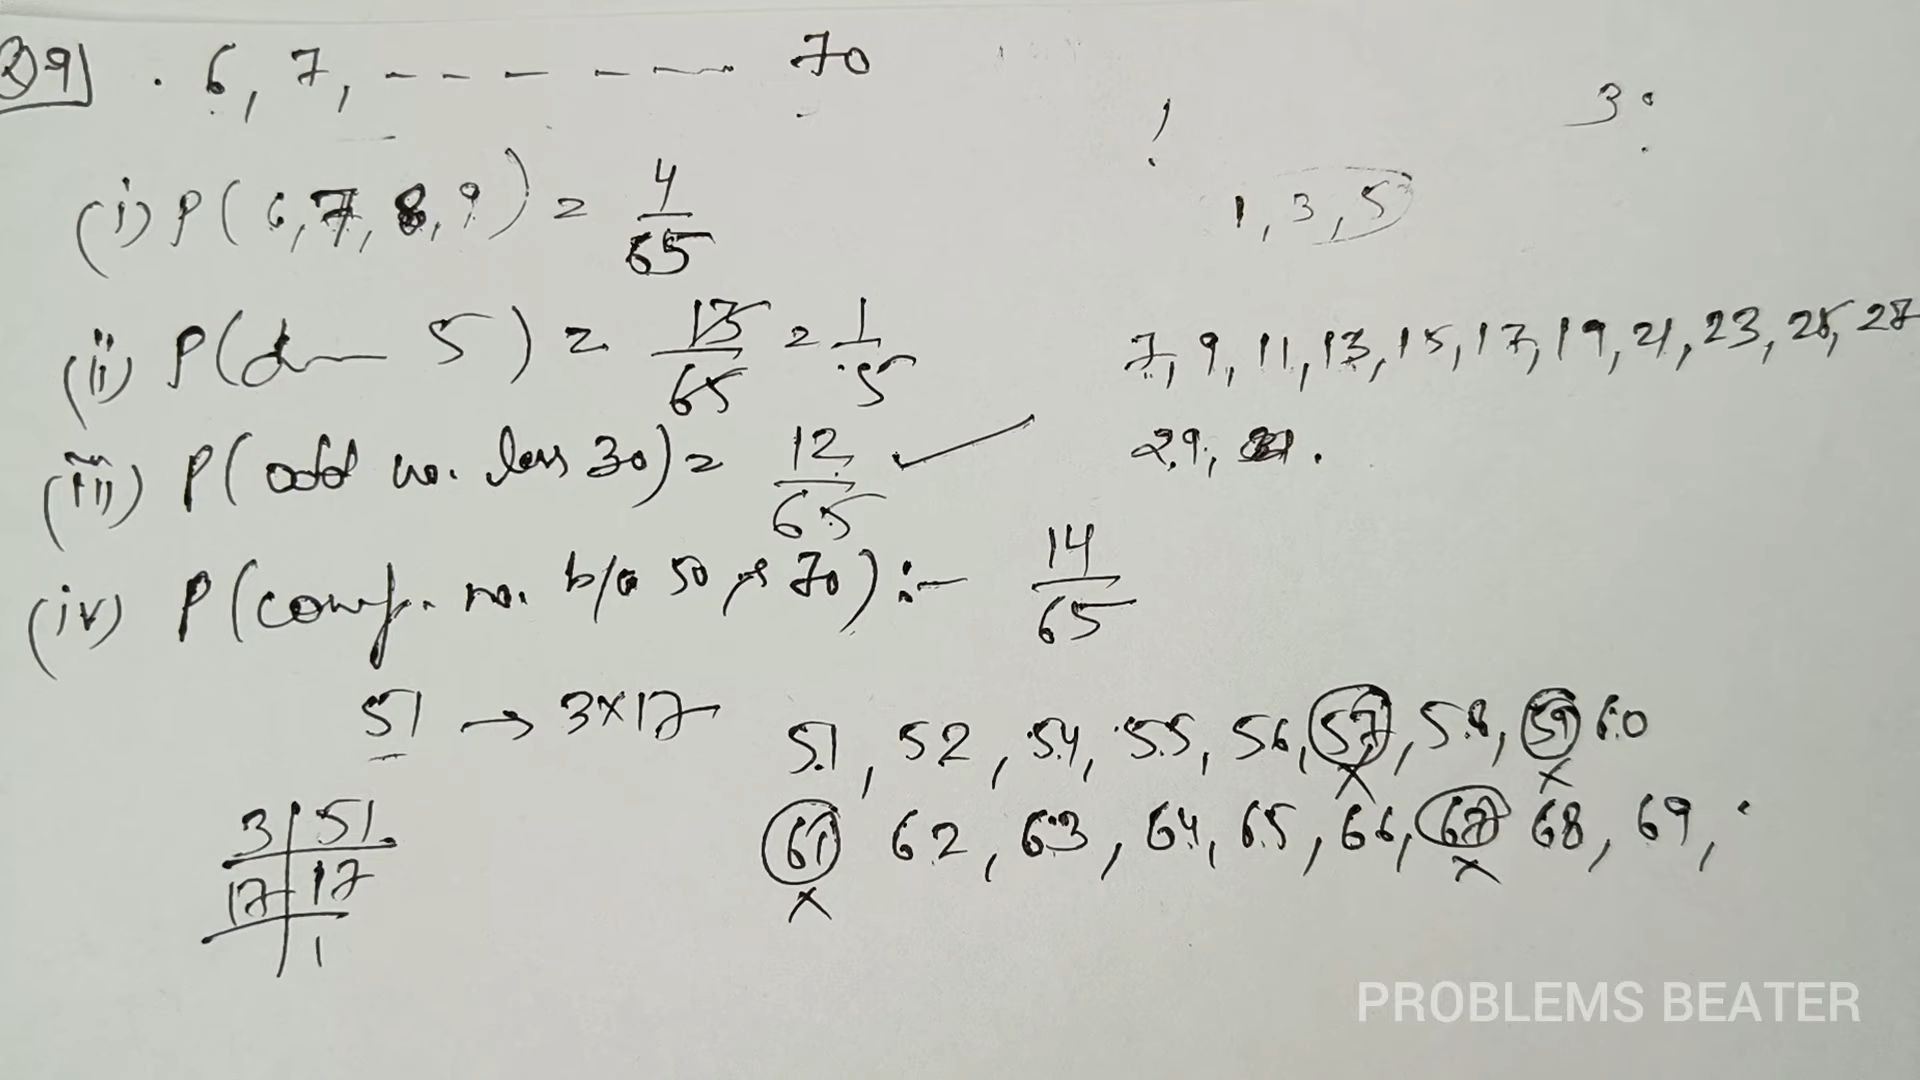 29) . 6, 7, ------ 70
3:
1, 3, 5
(i) P(6, 7, 8, 9) = 4/65
(ii) P(d— 5) = 13/65 = 1/5
7, 9, 11, 13, 15, 17, 19, 21, 23, 25, 27
29,
(iii) P(odd no. less 30) = 12/65 ✓
(iv) P(comp. no. b/w 50 & 70) :- 14/65
51 → 3×17
51, 52, 54, 55, 56, 57, 58, 59 60
x x
61 62, 63, 64, 65, 66, 67 68, 69,
x x
3 | 51
17 | 17
1
PROBLEMS BEATER